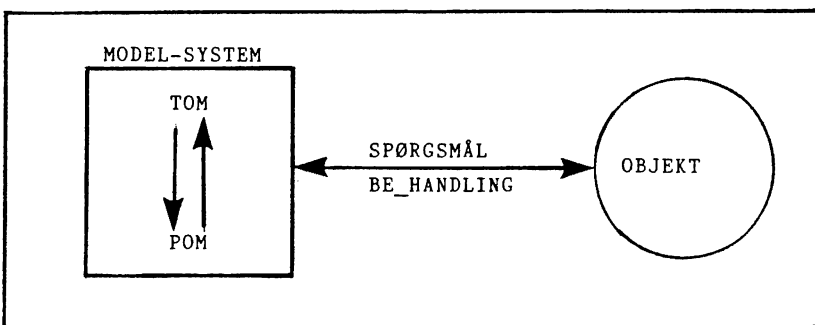 MODEL-SYSTEM
TOM
POM
SPØRGSMÅL
BE_HANDLING
OBJEKT